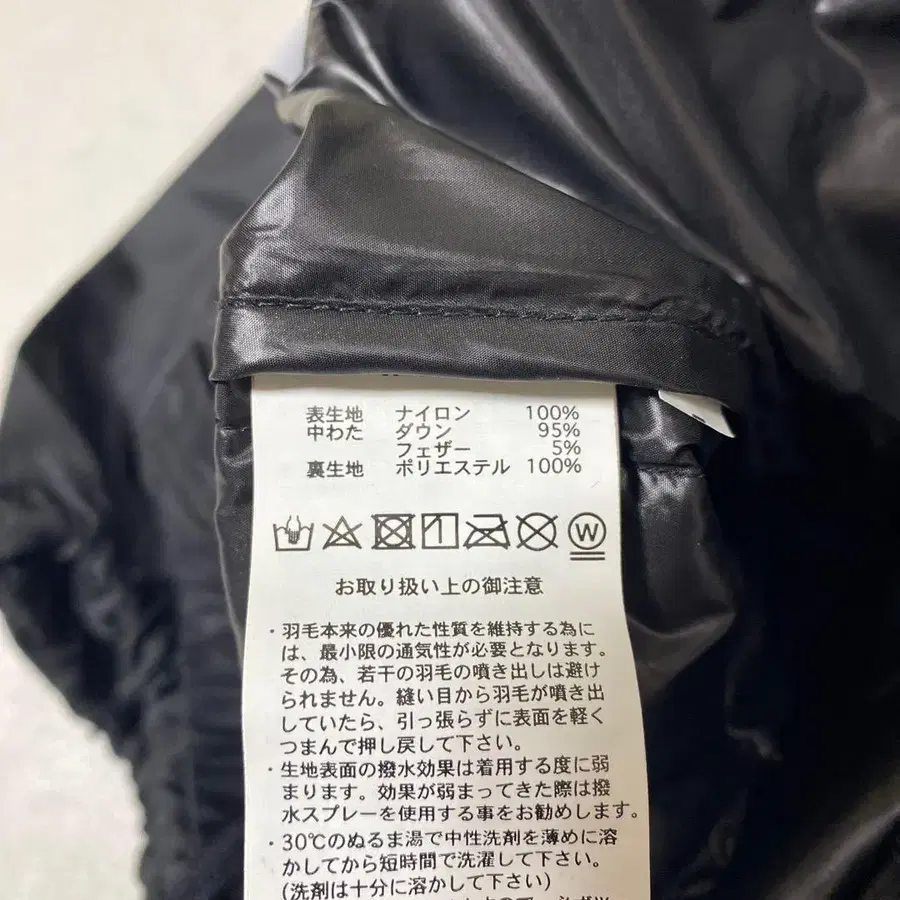 表生地 ナイロン 100%
中わた ダウン 95%
フェザー 5%
裏生地 ポリエステル 100%
W
お取り扱い上の御注意
・羽毛本来の優れた性質を維持する為に
は、最小限の通気性が必要となります。
その為、若干の羽毛の噴き出しは避け
られません。縫い目から羽毛が噴き出
していたら、引っ張らずに表面を軽く
つまんで押し戻して下さい。
・生地表面の撥水効果は着用する度に弱
まります。効果が弱まってきた際は撥
水スプレーを使用する事をお勧めします。
・30℃のぬるま湯で中性洗剤を薄めに溶
かしてから短時間で洗濯して下さい。
(洗剤は十分に溶かして下さい。)